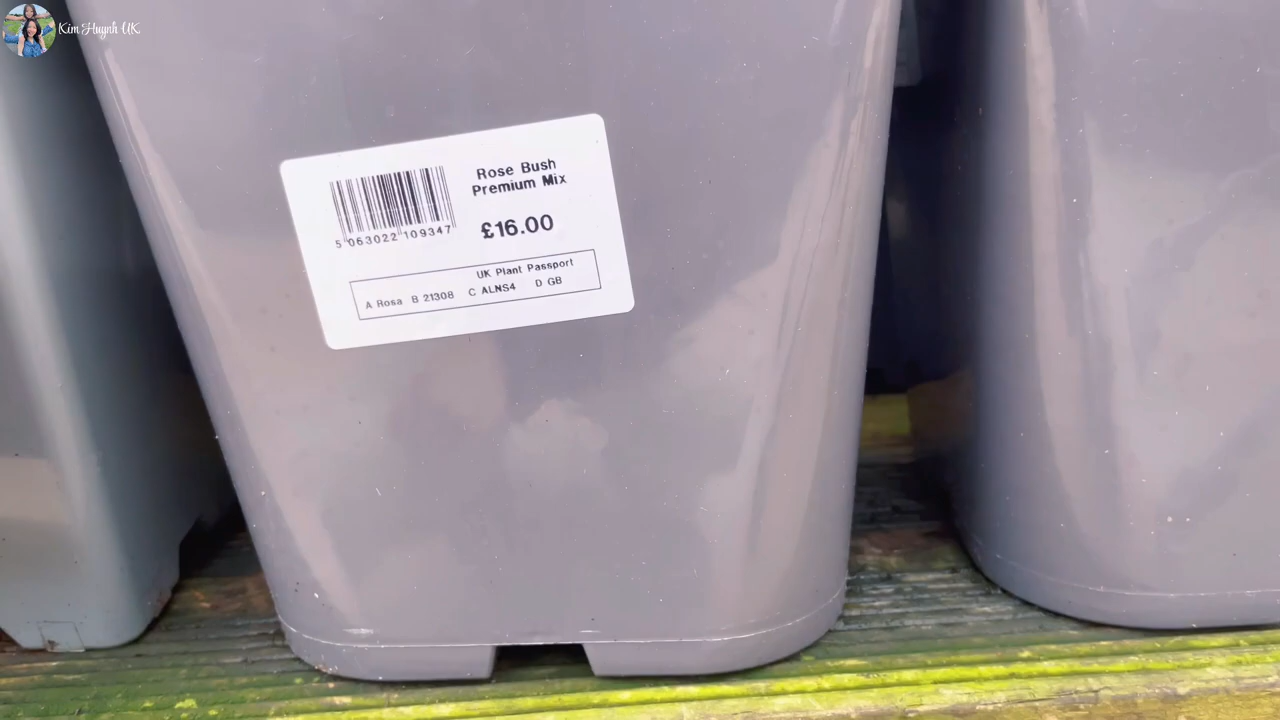 Kim Huynh UK
Rose Bush
Premium Mix
£16.00
5 063022 109347
UK Plant Passport
A Rosa B 21308 C ALNS4 D GB